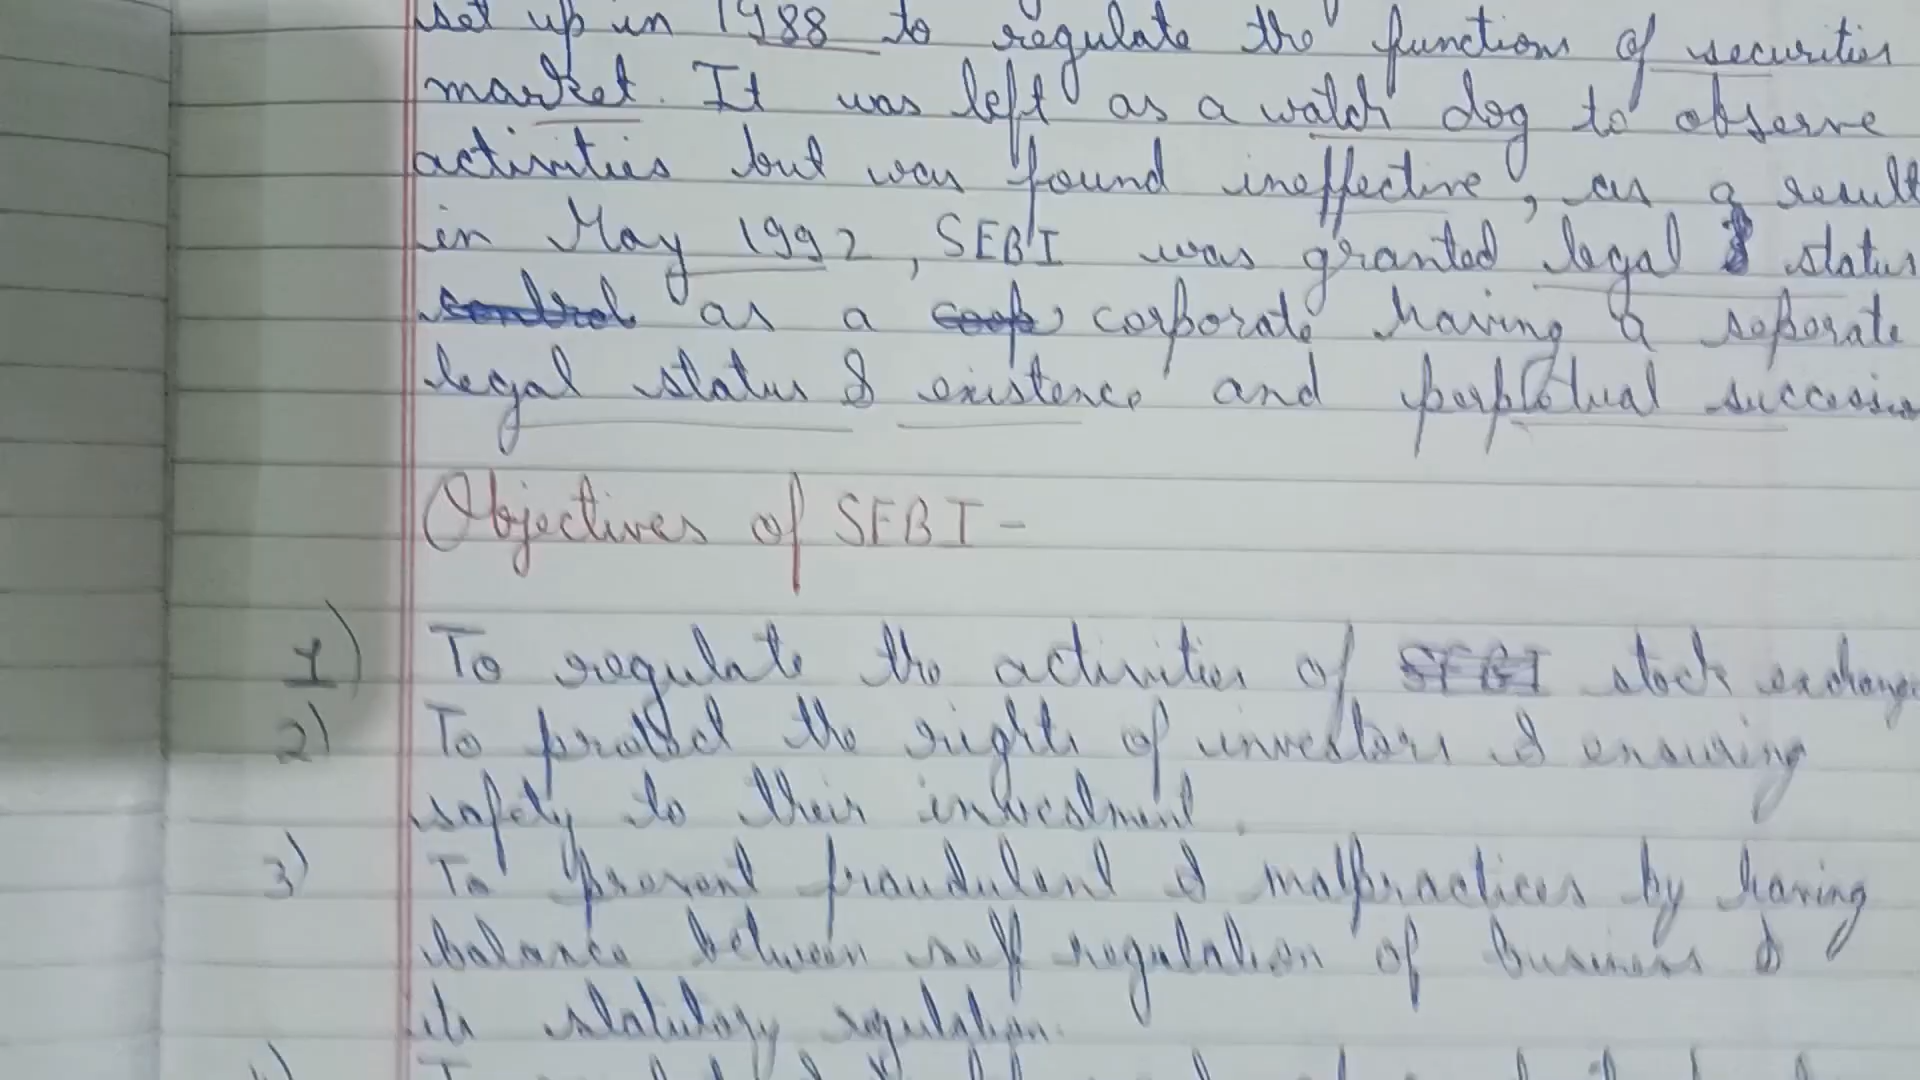 set up in 1988 to regulate the functions of securities
market. It was left as a watch dog to observe
activities but was found ineffective, as a result
in May 1992, SEBI was granted legal status
as a corporate having a seperate
legal status & existence and perpetual successio
Objectives of SEBI -
1) To regulate the activities of SEBI stock exchange
2) To protect the rights of investors & ensuring
safety to their investment.
3) To prevent fraudulent & malpractices by having
balance between self regulation of business &
its statutory regulation.